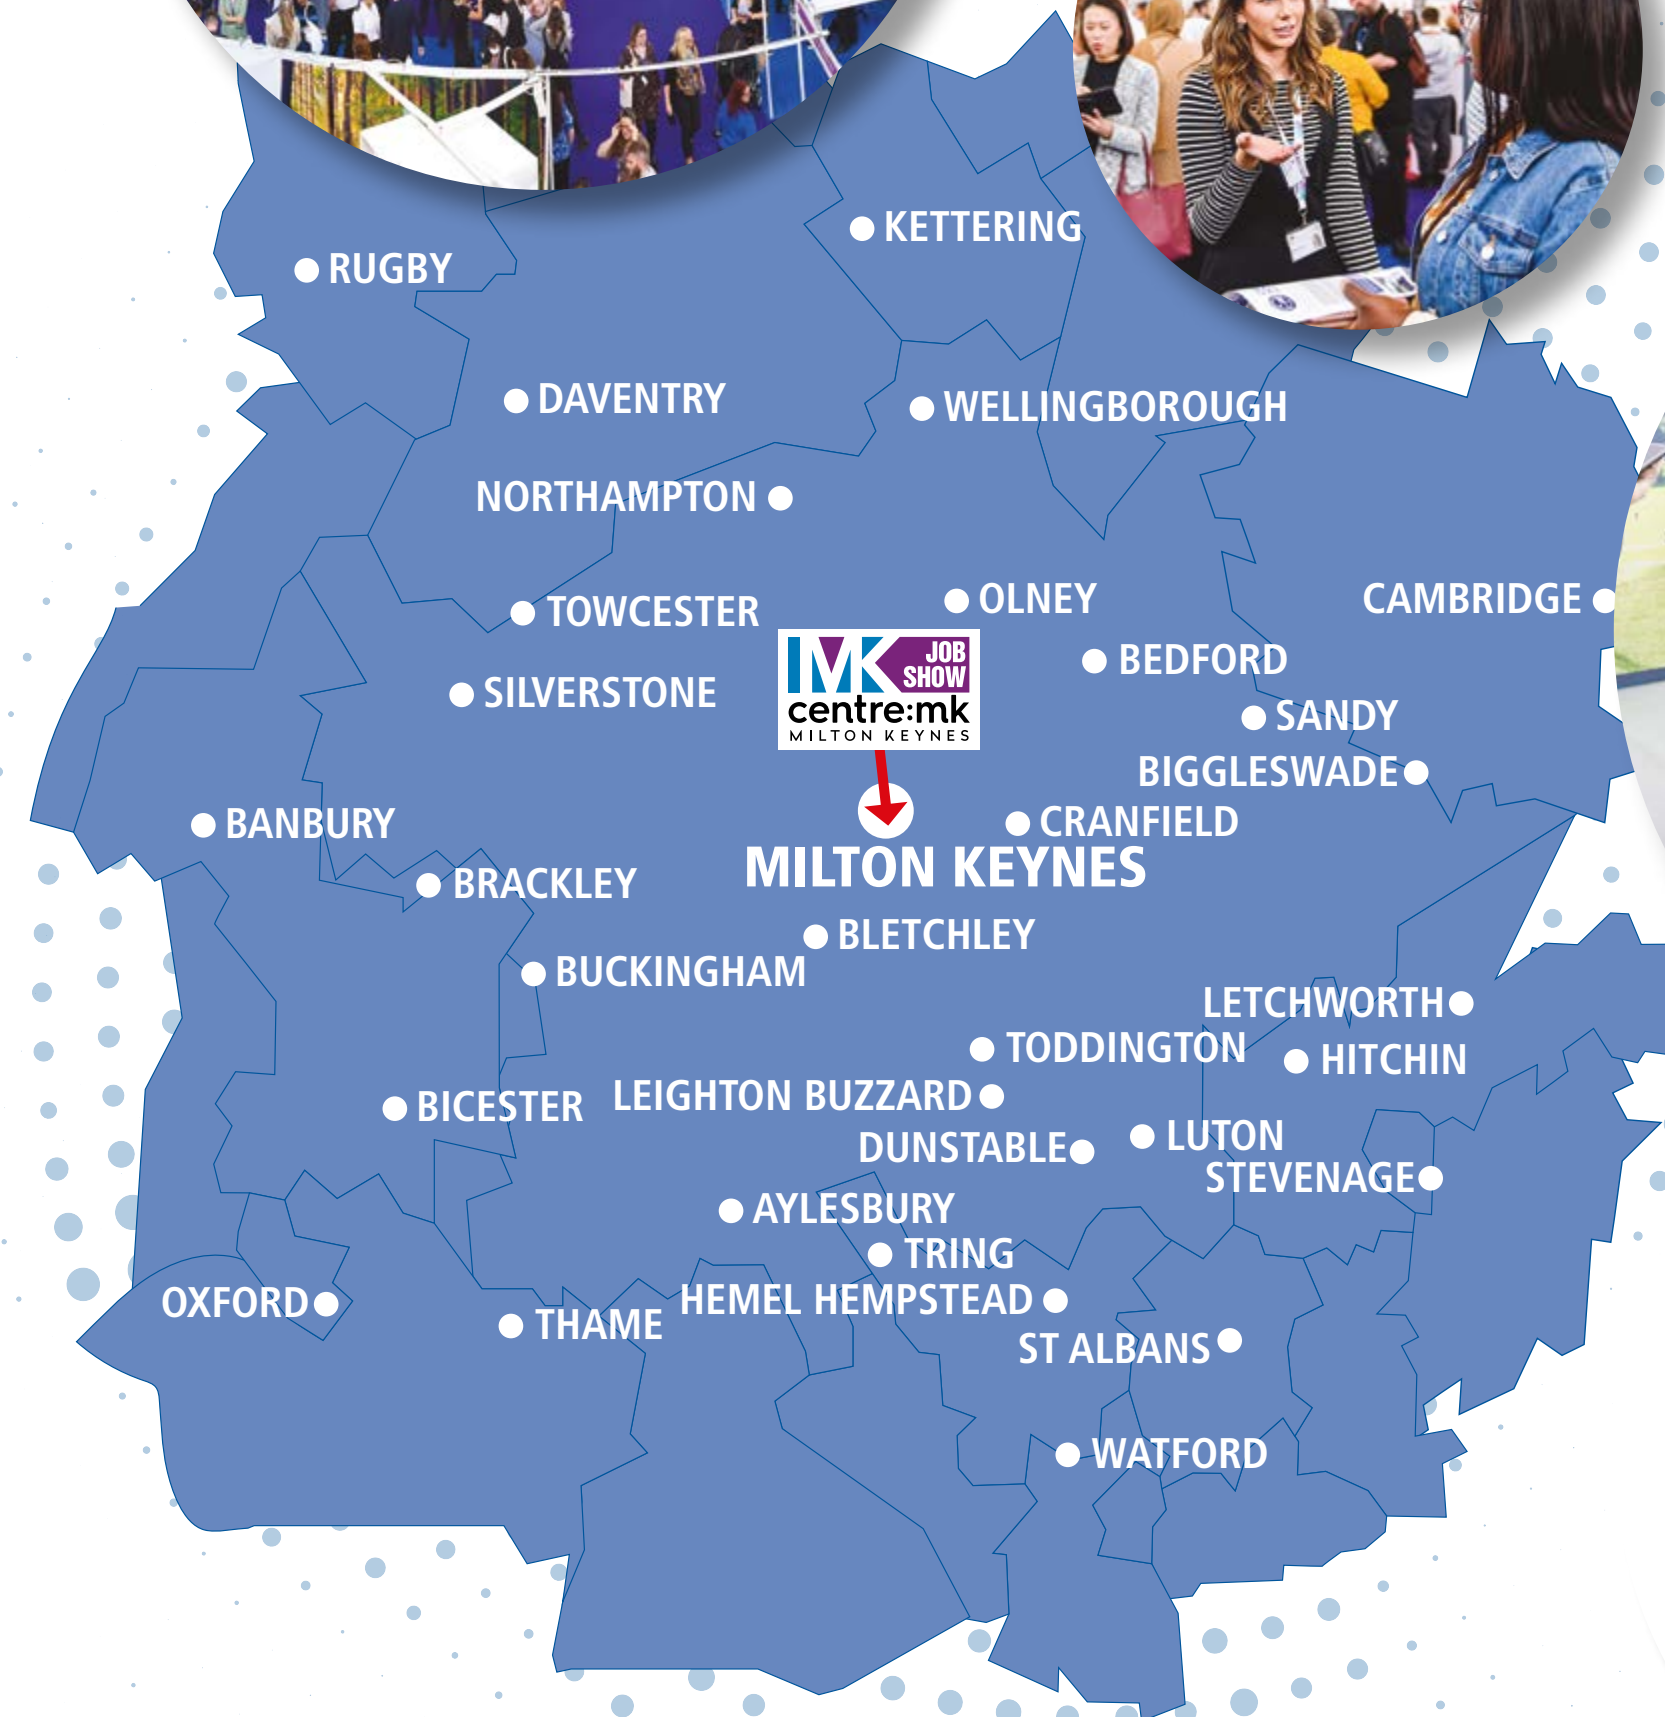 KETTERING
RUGBY
DAVENTRY
WELLINGBOROUGH
NORTHAMPTON
OLNEY
CAMBRIDGE
TOWCESTER
MK JOB SHOW
centre:mk
MILTON KEYNES
BEDFORD
SILVERSTONE
SANDY
BIGGLESWADE
BANBURY
CRANFIELD
MILTON KEYNES
BRACKLEY
BLETCHLEY
BUCKINGHAM
LETCHWORTH
TODDINGTON
HITCHIN
LEIGHTON BUZZARD
BICESTER
DUNSTABLE
LUTON
STEVENAGE
AYLESBURY
TRING
HEMEL HEMPSTEAD
OXFORD
THAME
ST ALBANS
WATFORD